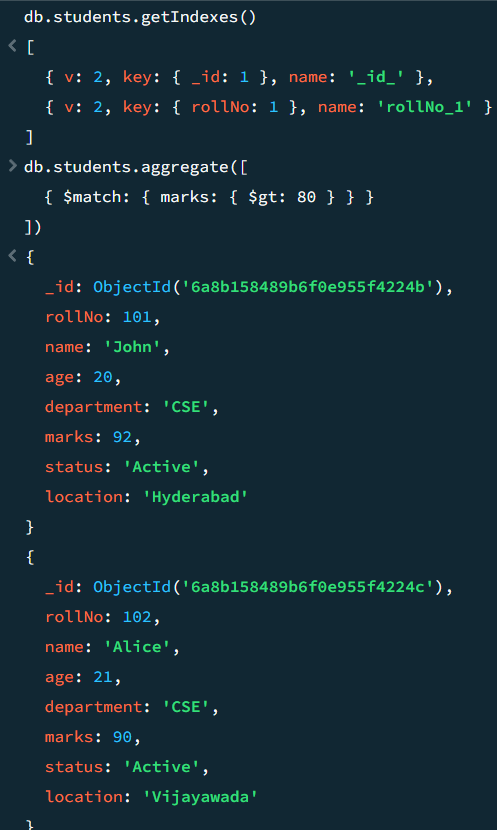 db.students.getIndexes()
< [
{ v: 2, key: { _id: 1 }, name: '_id_' },
{ v: 2, key: { rollNo: 1 }, name: 'rollNo_1' }
]
> db.students.aggregate([
{ $match: { marks: { $gt: 80 } } }
])
< {
_id: ObjectId('6a8b158489b6f0e955f4224b'),
rollNo: 101,
name: 'John',
age: 20,
department: 'CSE',
marks: 92,
status: 'Active',
location: 'Hyderabad'
}
{
_id: ObjectId('6a8b158489b6f0e955f4224c'),
rollNo: 102,
name: 'Alice',
age: 21,
department: 'CSE',
marks: 90,
status: 'Active',
location: 'Vijayawada'
}